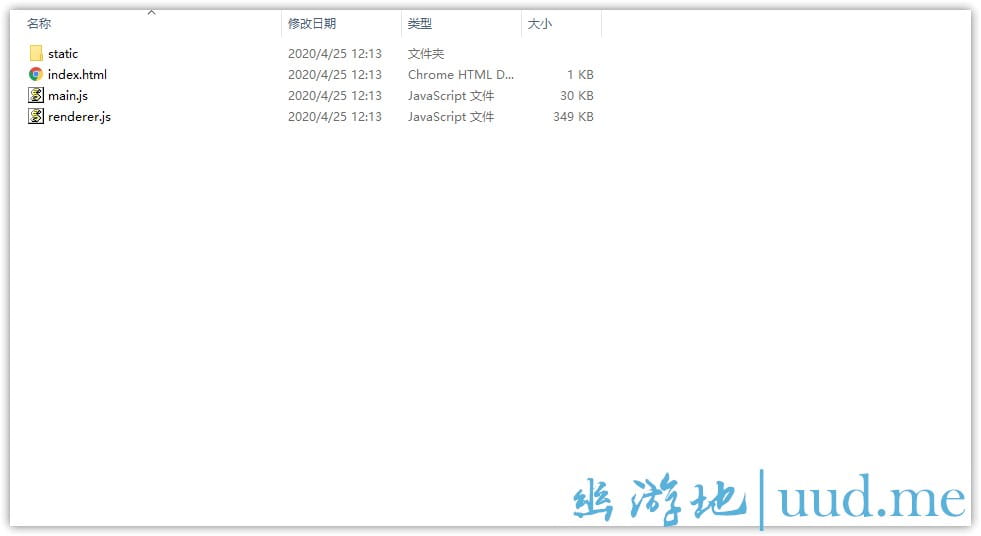 名称 修改日期 类型 大小
static 2020/4/25 12:13 文件夹
index.html 2020/4/25 12:13 Chrome HTML D... 1 KB
main.js 2020/4/25 12:13 JavaScript 文件 30 KB
renderer.js 2020/4/25 12:13 JavaScript 文件 349 KB
幽游地|uud.me